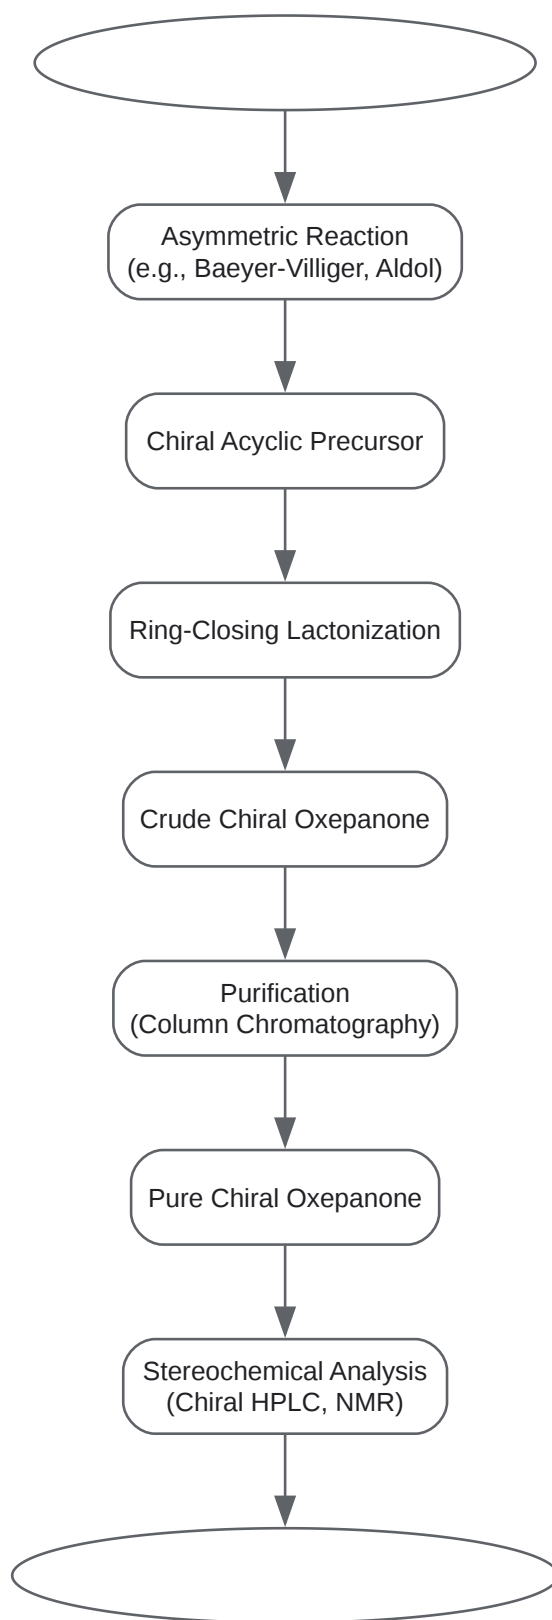 Asymmetric Reaction
(e.g., Baeyer-Villiger, Aldol)
Chiral Acyclic Precursor
Ring-Closing Lactonization
Crude Chiral Oxepanone
Purification
(Column Chromatography)
Pure Chiral Oxepanone
Stereochemical Analysis
(Chiral HPLC, NMR)